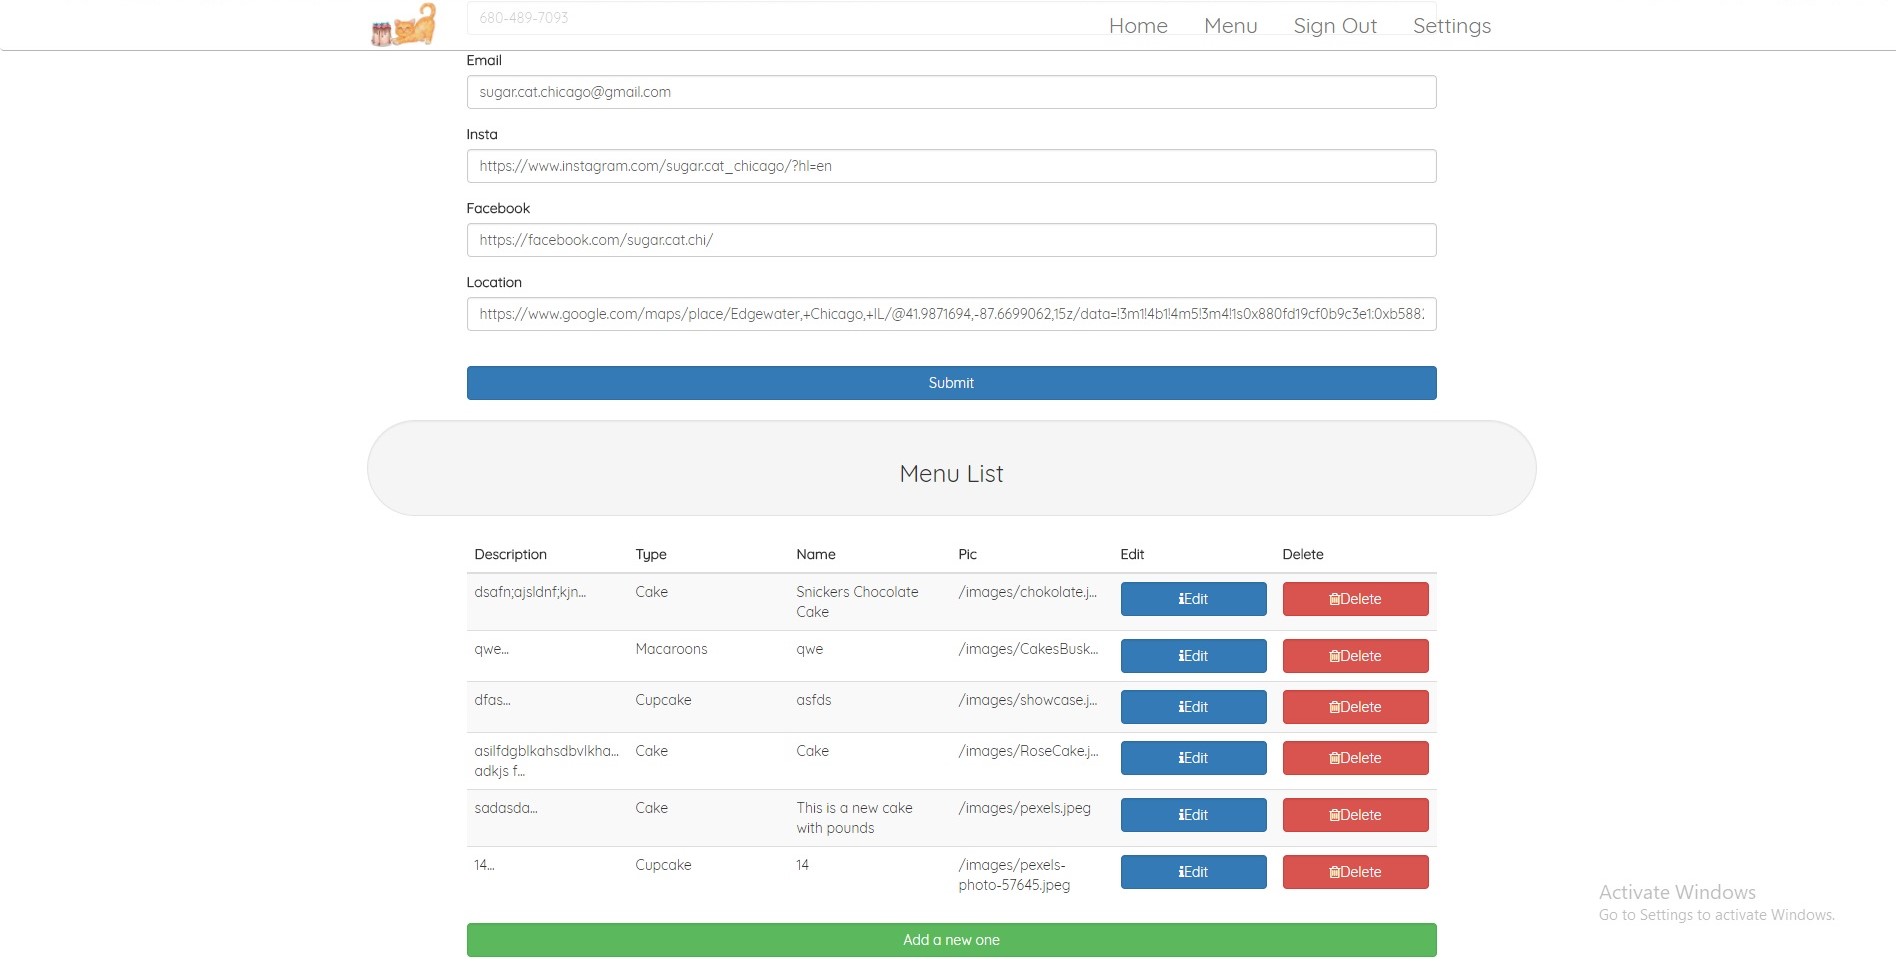 680-489-7093
Home Menu Sign Out Settings
Email
sugar.cat.chicago@gmail.com
Insta
https://www.instagram.com/sugar.cat_chicago/?hl=en
Facebook
https://facebook.com/sugar.cat.chi/
Location
https://www.google.com/maps/place/Edgewater,+Chicago,+IL/@41.9871694,-87.6699062,15z/data=!3m1!4b1!4m5!3m4!1s0x880fd19cf0b9c3e1:0xb588
Submit
Menu List
Description Type Name Pic Edit Delete
dsafn;ajsldnf;kjn... Cake Snickers Chocolate /images/chokolate.j... Edit Delete
Cake
qwe... Macaroons qwe /images/CakesBusk... Edit Delete
dfas... Cupcake asfds /images/showcase.j... Edit Delete
asilfdgblkahsdbvlkha... Cake Cake /images/RoseCake.j... Edit Delete
adkjs f...
sadasda... Cake This is a new cake /images/pexels.jpeg Edit Delete
with pounds
14... Cupcake 14 /images/pexels- Edit Delete
photo-57645.jpeg
Add a new one
Activate Windows
Go to Settings to activate Windows.